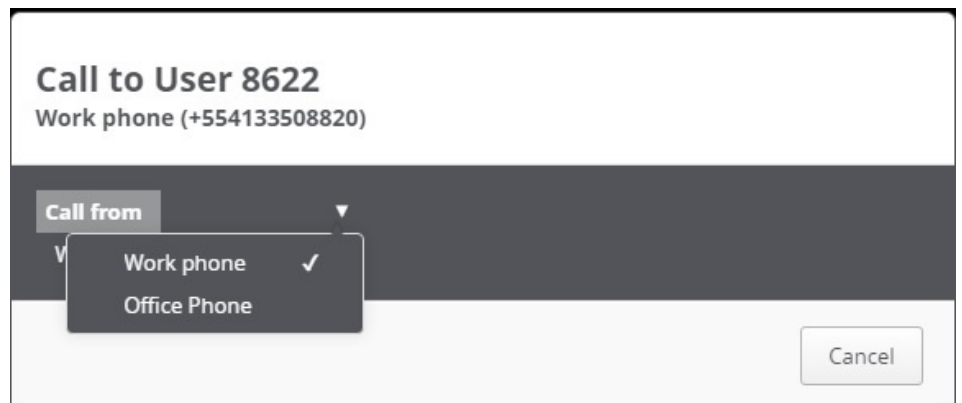 Call to User 8622
Work phone (+554133508820)
Call from
Work phone ✓
Office Phone
Cancel